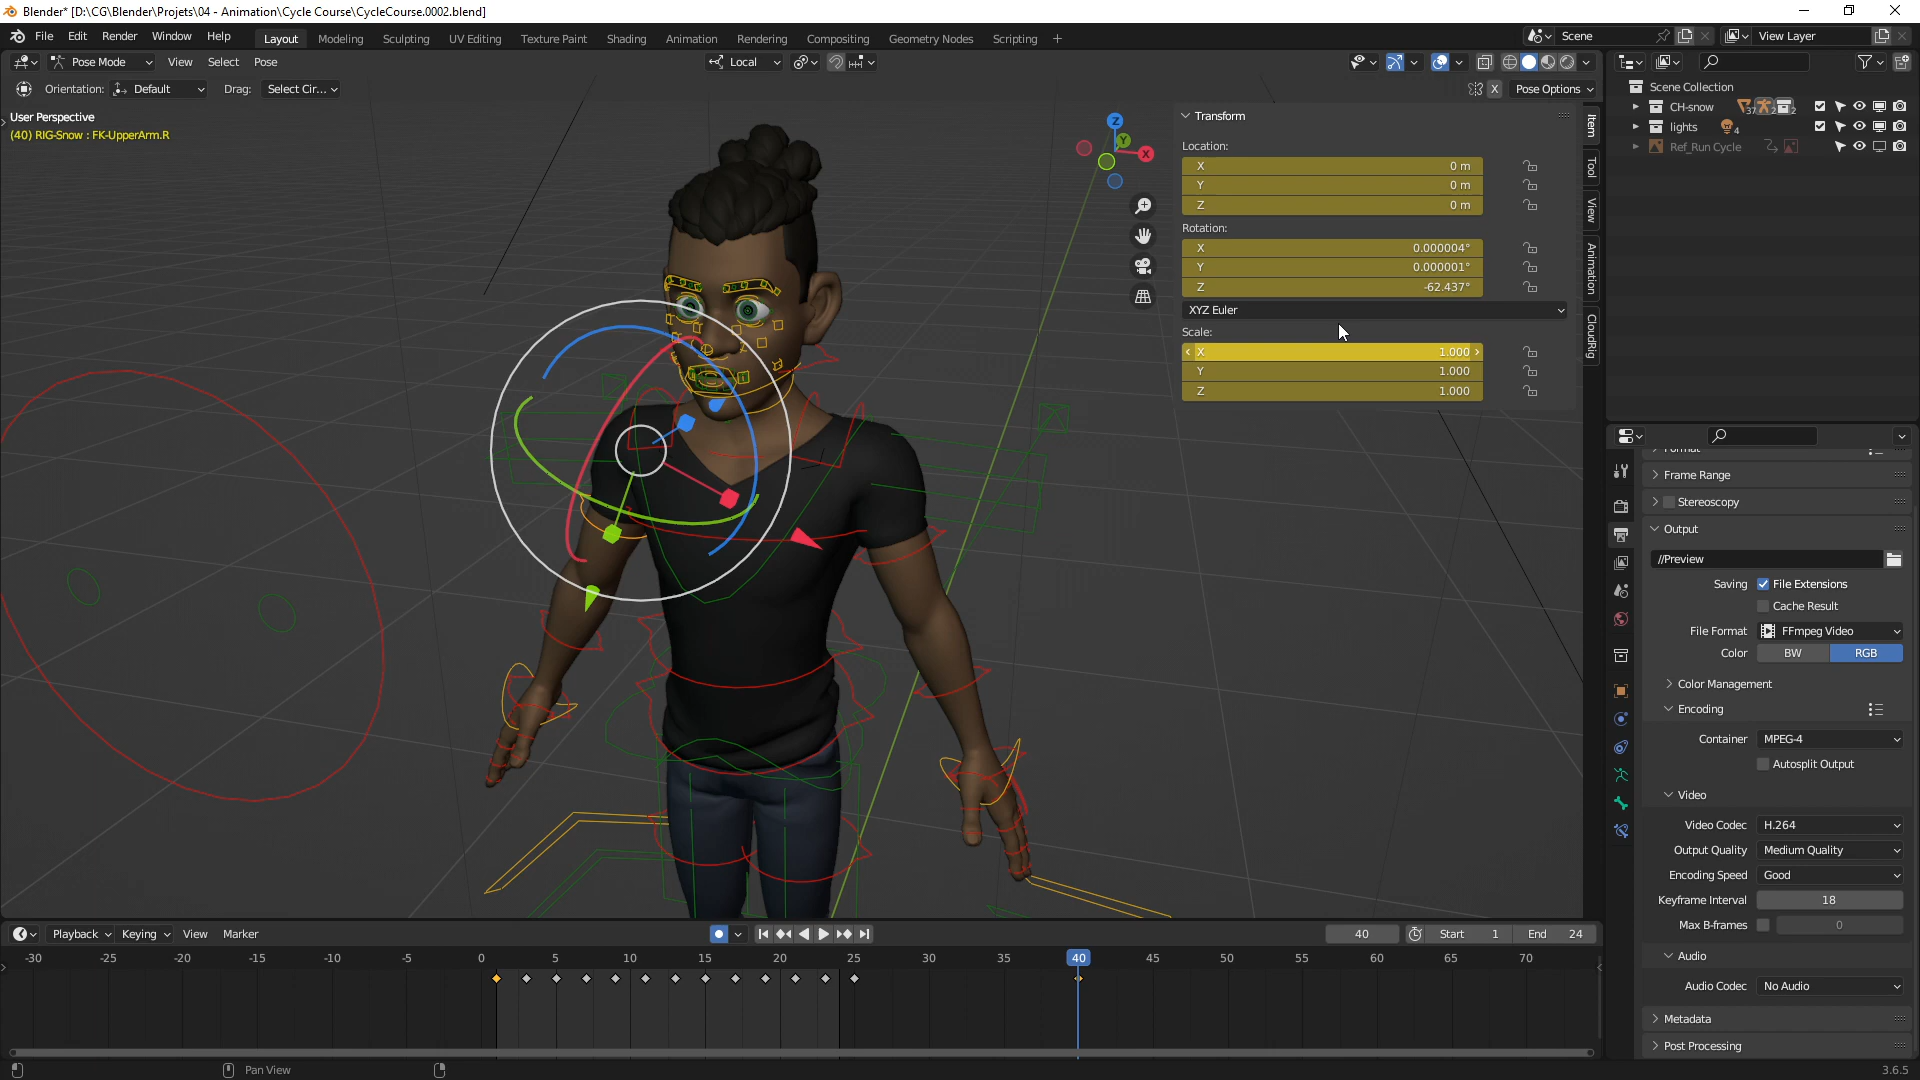 Blender* [D:\CG\Blender\Projets\04 - Animation\Cycle Course\CycleCourse.0002.blend]
File Edit Render Window Help Layout Modeling Sculpting UV Editing Texture Paint Shading Animation Rendering Compositing Geometry Nodes Scripting + Scene View Layer
Pose Mode View Select Pose Local
Orientation: Default Drag: Select Cir... X Pose Options
User Perspective
(40) RIG-Snow : FK-UpperArm.R
Z
Y
X
Transform
Location:
X 0 m
Y 0 m
Z 0 m
Rotation:
X 0.000004°
Y 0.000001°
Z -62.437°
XYZ Euler
Scale:
X 1.000
Y 1.000
Z 1.000
Item
Tool
View
Animation
CloudRig
Scene Collection
CH-snow 37 2 2
lights 4
Ref_Run Cycle
Format
Frame Range
Stereoscopy
Output
//Preview
Saving File Extensions
Cache Result
File Format FFmpeg Video
Color BW RGB
Color Management
Encoding
Container MPEG-4
Autosplit Output
Video
Video Codec H.264
Output Quality Medium Quality
Encoding Speed Good
Keyframe Interval 18
Max B-frames 0
Audio
Audio Codec No Audio
Metadata
Post Processing
Playback Keying View Marker 40 Start 1 End 24
-30 -25 -20 -15 -10 -5 0 5 10 15 20 25 30 35 40 45 50 55 60 65 70
Pan View 3.6.5